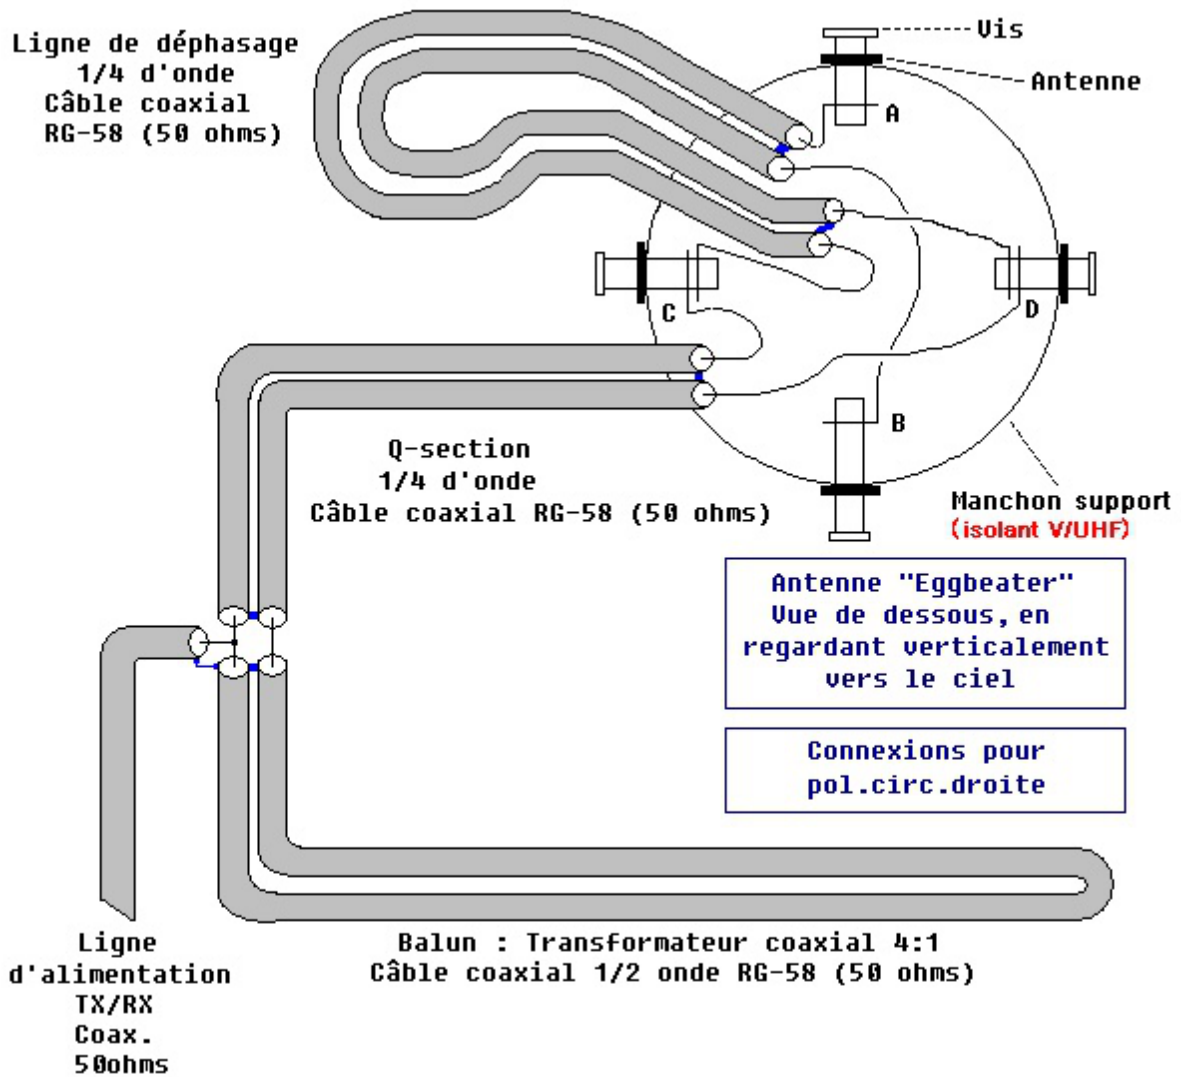 Ligne de déphasage
1/4 d'onde
Câble coaxial
RG-58 (50 ohms)
Vis
Antenne
A
C
D
B
Q-section
1/4 d'onde
Câble coaxial RG-58 (50 ohms)
Manchon support
(isolant V/UHF)
Antenne "Eggbeater"
Vue de dessous, en
regardant verticalement
vers le ciel
Connexions pour
pol.circ.droite
Ligne
d'alimentation
TX/RX
Coax.
50ohms
Balun : Transformateur coaxial 4:1
Câble coaxial 1/2 onde RG-58 (50 ohms)